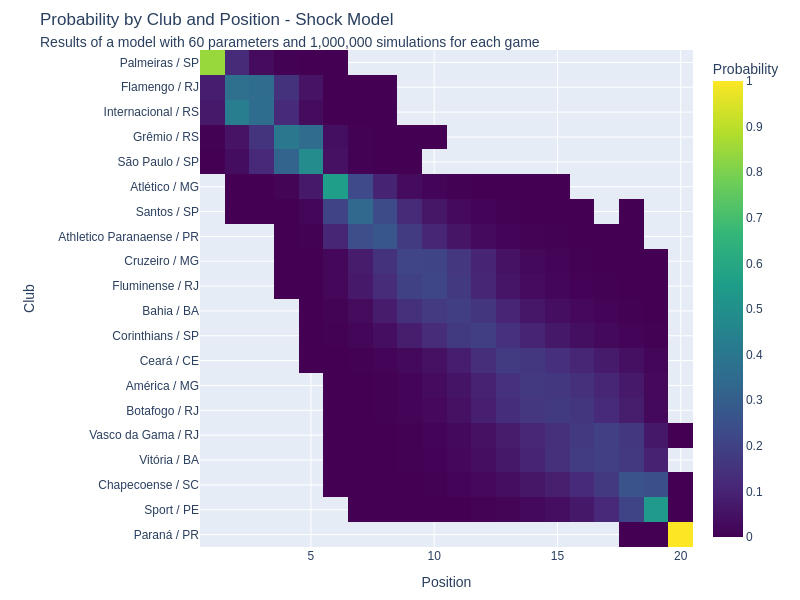 Probability by Club and Position - Shock Model
Results of a model with 60 parameters and 1,000,000 simulations for each game
Palmeiras / SP
Flamengo / RJ
Internacional / RS
Grêmio / RS
São Paulo / SP
Atlético / MG
Santos / SP
Athletico Paranaense / PR
Cruzeiro / MG
Fluminense / RJ
Bahia / BA
Corinthians / SP
Ceará / CE
América / MG
Botafogo / RJ
Vasco da Gama / RJ
Vitória / BA
Chapecoense / SC
Sport / PE
Paraná / PR
Club
5
10
15
20
Position
Probability
1
0.9
0.8
0.7
0.6
0.5
0.4
0.3
0.2
0.1
0